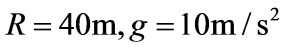 R = 40m, g = 10m / s²